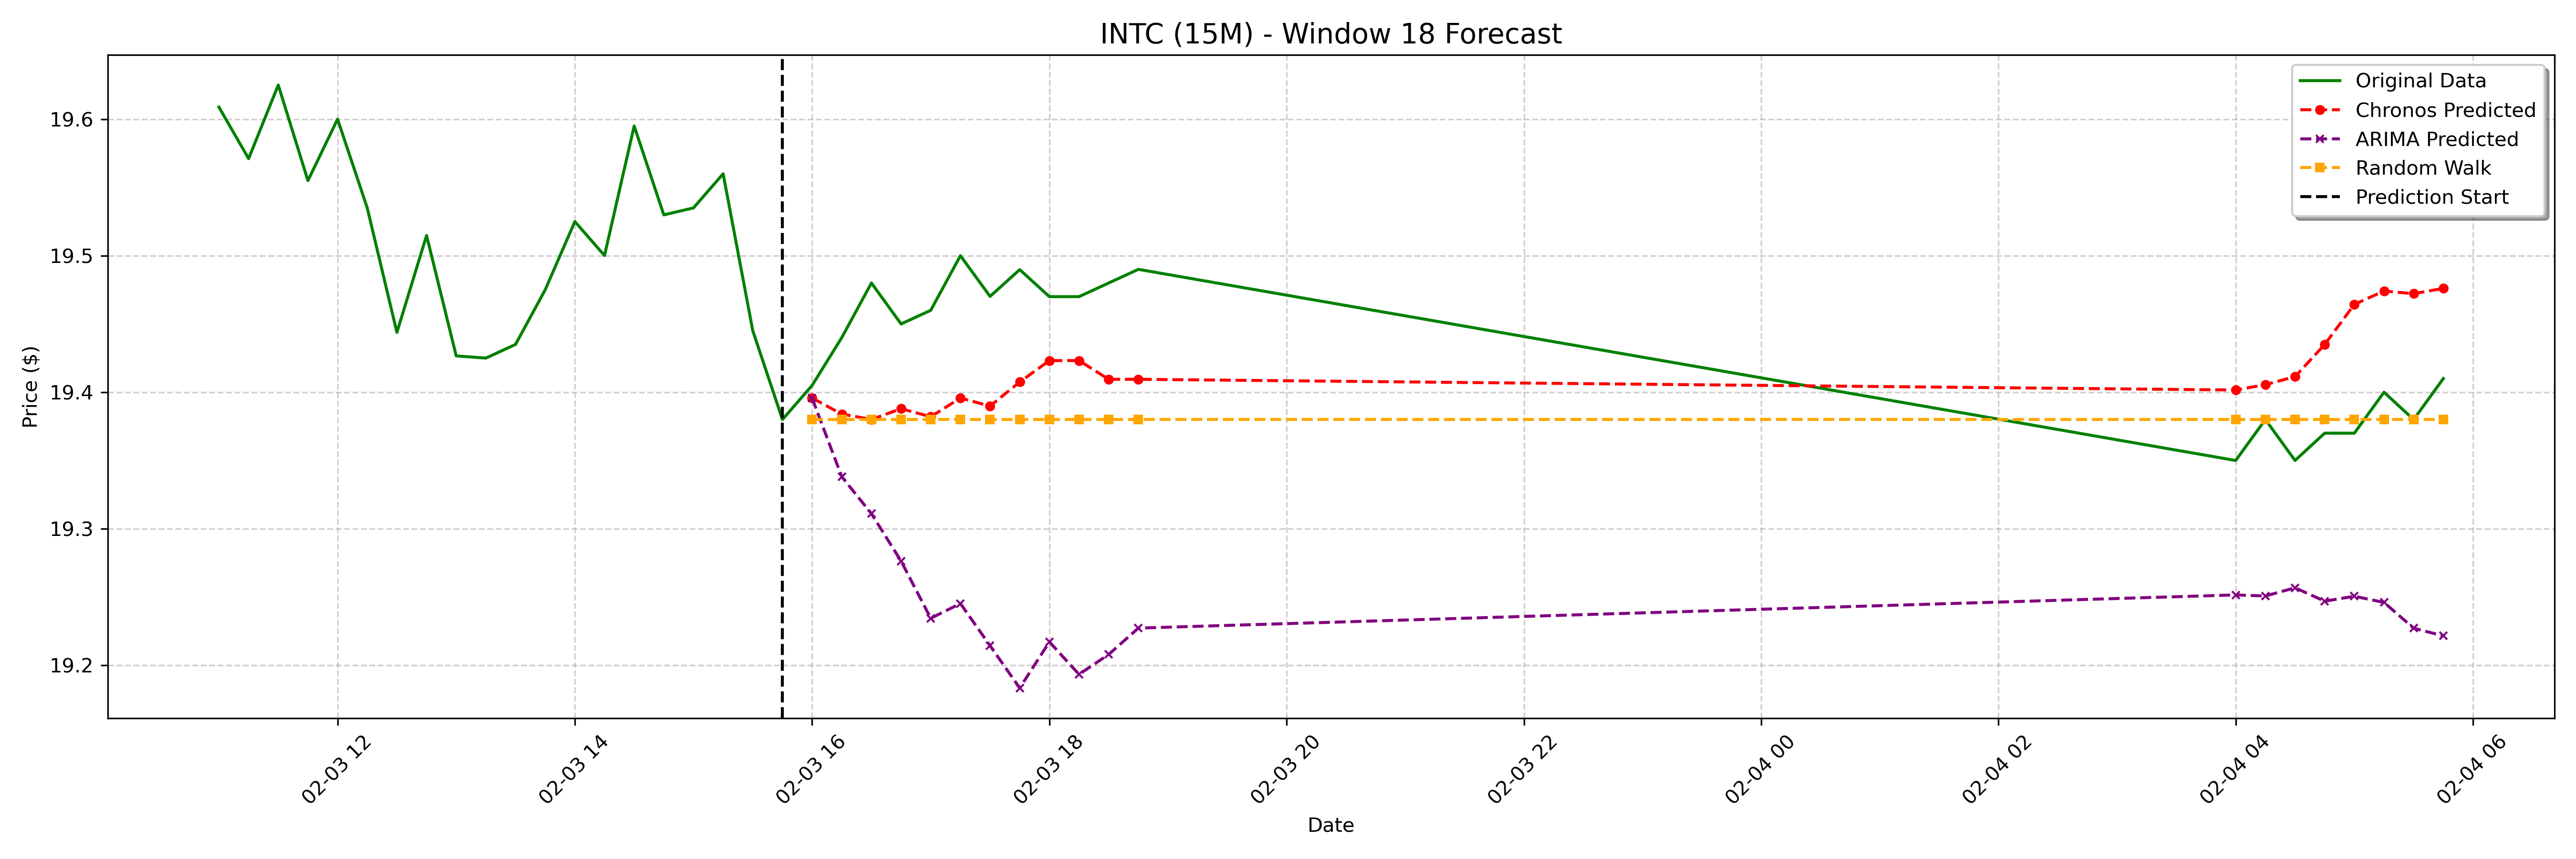 INTC (15M) - Window 18 Forecast
Original Data
Chronos Predicted
ARIMA Predicted
Random Walk
Prediction Start
Price ($)
19.6
19.5
19.4
19.3
19.2
02-03 12
02-03 14
02-03 16
02-03 18
02-03 20
02-03 22
02-04 00
02-04 02
02-04 04
02-04 06
Date